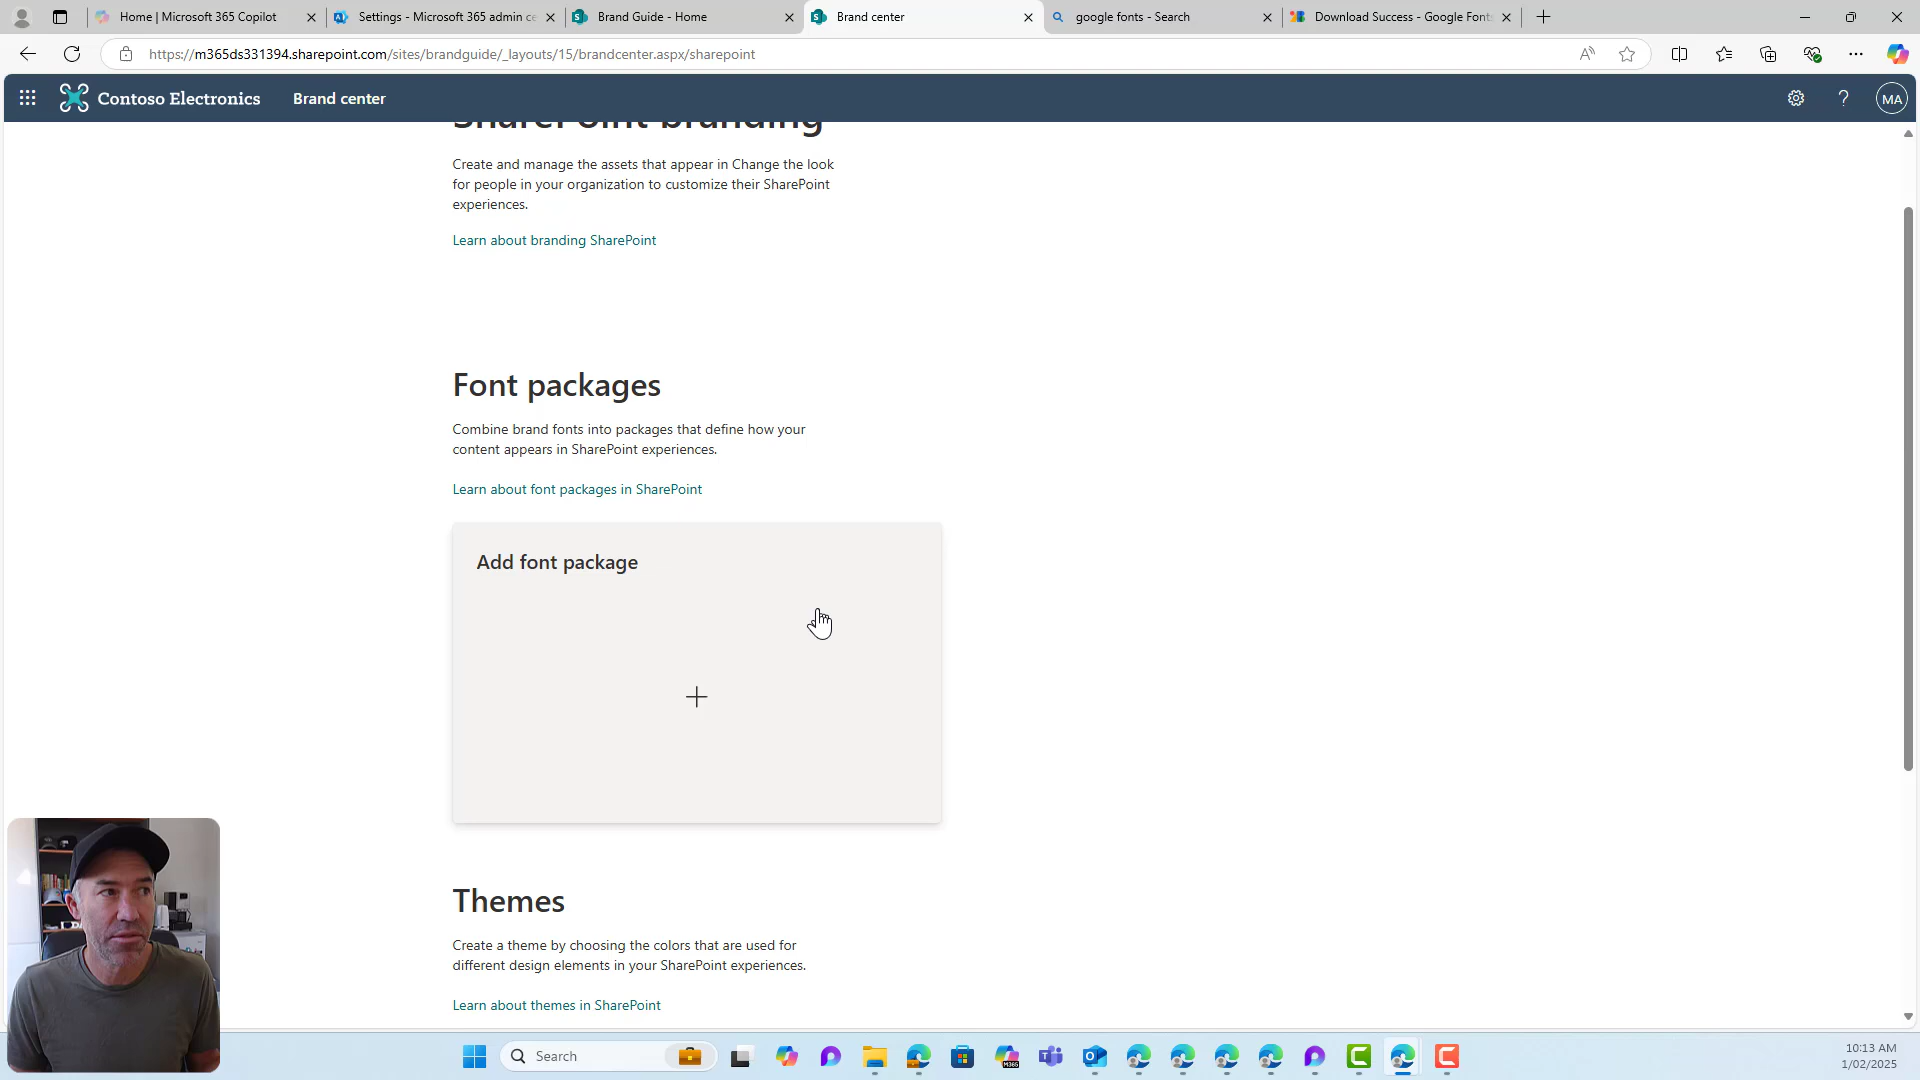 Home | Microsoft 365 Copilot
Settings - Microsoft 365 admin ce
Brand Guide - Home
Brand center
google fonts - Search
Download Success - Google Fonts
https://m365ds331394.sharepoint.com/sites/brandguide/_layouts/15/brandcenter.aspx/sharepoint
Contoso Electronics
Brand center
MA
SharePoint branding
Create and manage the assets that appear in Change the look
for people in your organization to customize their SharePoint
experiences.
Learn about branding SharePoint
Font packages
Combine brand fonts into packages that define how your
content appears in SharePoint experiences.
Learn about font packages in SharePoint
Add font package
Themes
Create a theme by choosing the colors that are used for
different design elements in your SharePoint experiences.
Learn about themes in SharePoint
Search
M365
10:13 AM
1/02/2025